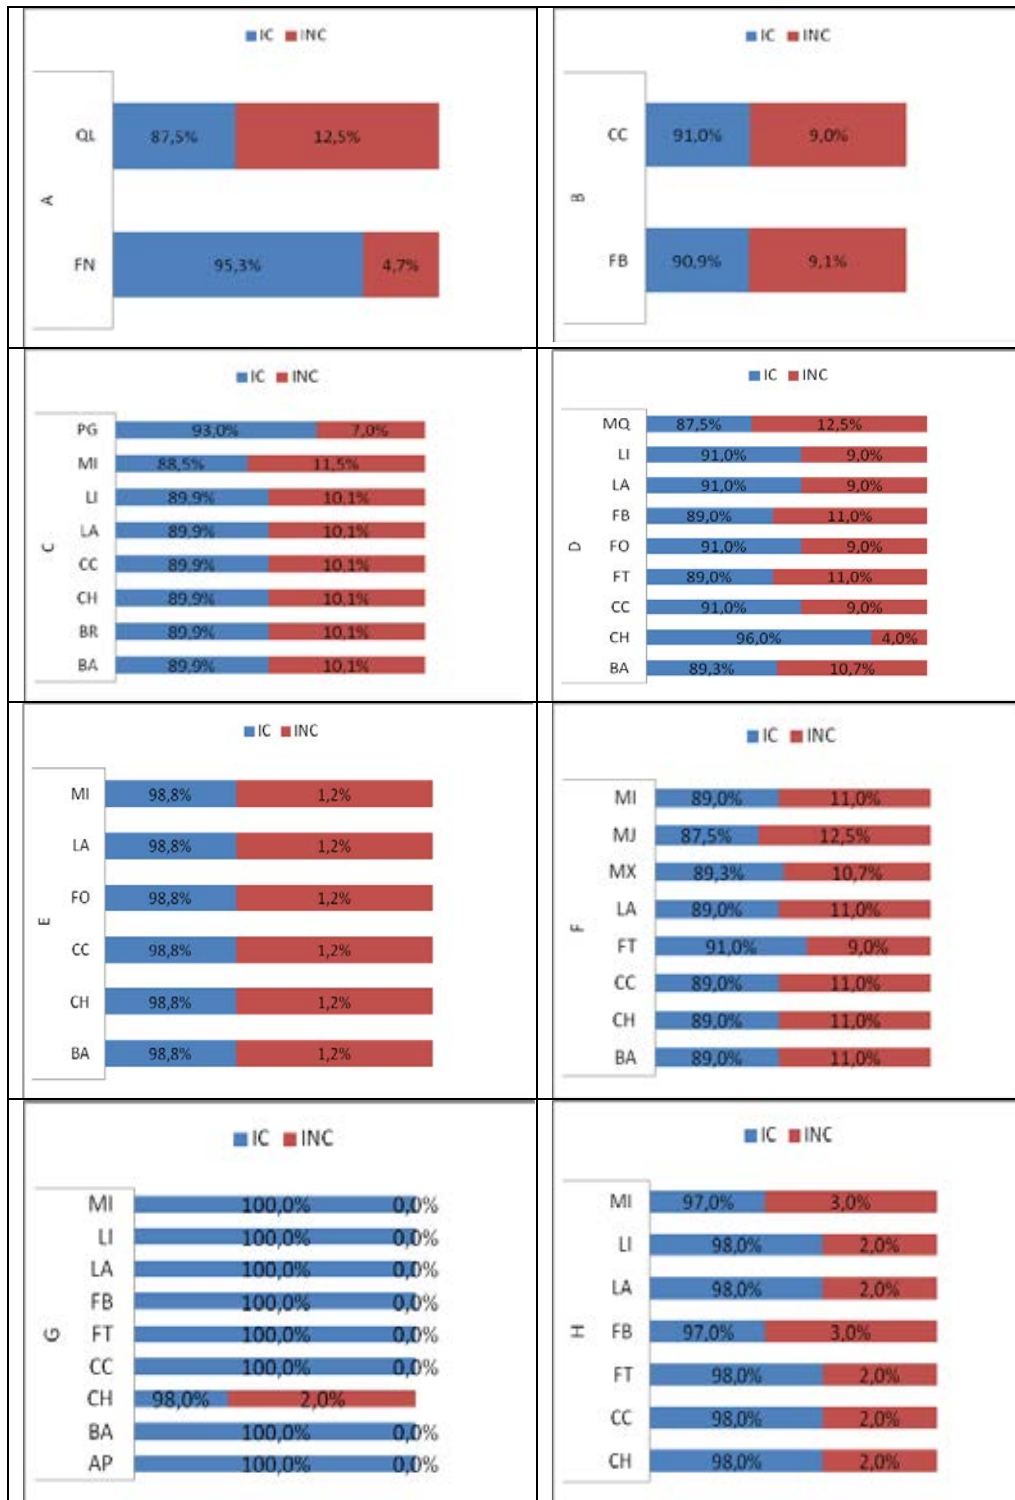 IC INC
QL 87,5% 12,5%
A
FN 95,3% 4,7%
IC INC
CC 91,0% 9,0%
B
FB 90,9% 9,1%
IC INC
PG 93,0% 7,0%
MI 88,5% 11,5%
LI 89,9% 10,1%
LA 89,9% 10,1%
C
CC 89,9% 10,1%
CH 89,9% 10,1%
BR 89,9% 10,1%
BA 89,9% 10,1%
IC INC
MQ 87,5% 12,5%
LI 91,0% 9,0%
LA 91,0% 9,0%
FB 89,0% 11,0%
D
FO 91,0% 9,0%
FT 89,0% 11,0%
CC 91,0% 9,0%
CH 96,0% 4,0%
BA 89,3% 10,7%
IC INC
MI 98,8% 1,2%
LA 98,8% 1,2%
FO 98,8% 1,2%
E
CC 98,8% 1,2%
CH 98,8% 1,2%
BA 98,8% 1,2%
IC INC
MI 89,0% 11,0%
MJ 87,5% 12,5%
MX 89,3% 10,7%
LA 89,0% 11,0%
F
FT 91,0% 9,0%
CC 89,0% 11,0%
CH 89,0% 11,0%
BA 89,0% 11,0%
IC INC
MI 100,0% 0,0%
LI 100,0% 0,0%
LA 100,0% 0,0%
FB 100,0% 0,0%
G
FT 100,0% 0,0%
CC 100,0% 0,0%
CH 98,0% 2,0%
BA 100,0% 0,0%
AP 100,0% 0,0%
IC INC
MI 97,0% 3,0%
LI 98,0% 2,0%
LA 98,0% 2,0%
H
FB 97,0% 3,0%
FT 98,0% 2,0%
CC 98,0% 2,0%
CH 98,0% 2,0%